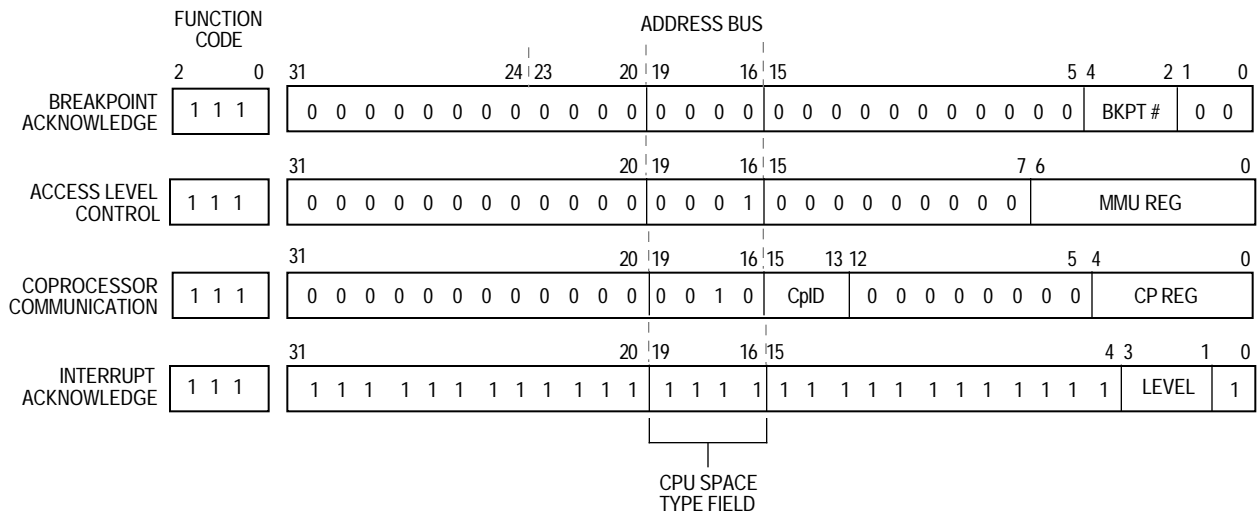 FUNCTION
CODE
ADDRESS BUS
2 0 31 24 23 20 19 16 15 5 4 2 1 0
BREAKPOINT
ACKNOWLEDGE
1 1 1 0 0 0 0 0 0 0 0 0 0 0 0 0 0 0 0 0 0 0 0 0 0 0 0 0 0 0 BKPT # 0 0
31 20 19 16 15 7 6 0
ACCESS LEVEL
CONTROL
1 1 1 0 0 0 0 0 0 0 0 0 0 0 0 0 0 0 1 0 0 0 0 0 0 0 0 0 MMU REG
31 20 19 16 15 13 12 5 4 0
COPROCESSOR
COMMUNICATION
1 1 1 0 0 0 0 0 0 0 0 0 0 0 0 0 0 1 0 CpID 0 0 0 0 0 0 0 0 CP REG
31 20 19 16 15 4 3 1 0
INTERRUPT
ACKNOWLEDGE
1 1 1 1 1 1 1 1 1 1 1 1 1 1 1 1 1 1 1 1 1 1 1 1 1 1 1 1 1 1 1 LEVEL 1
CPU SPACE
TYPE FIELD